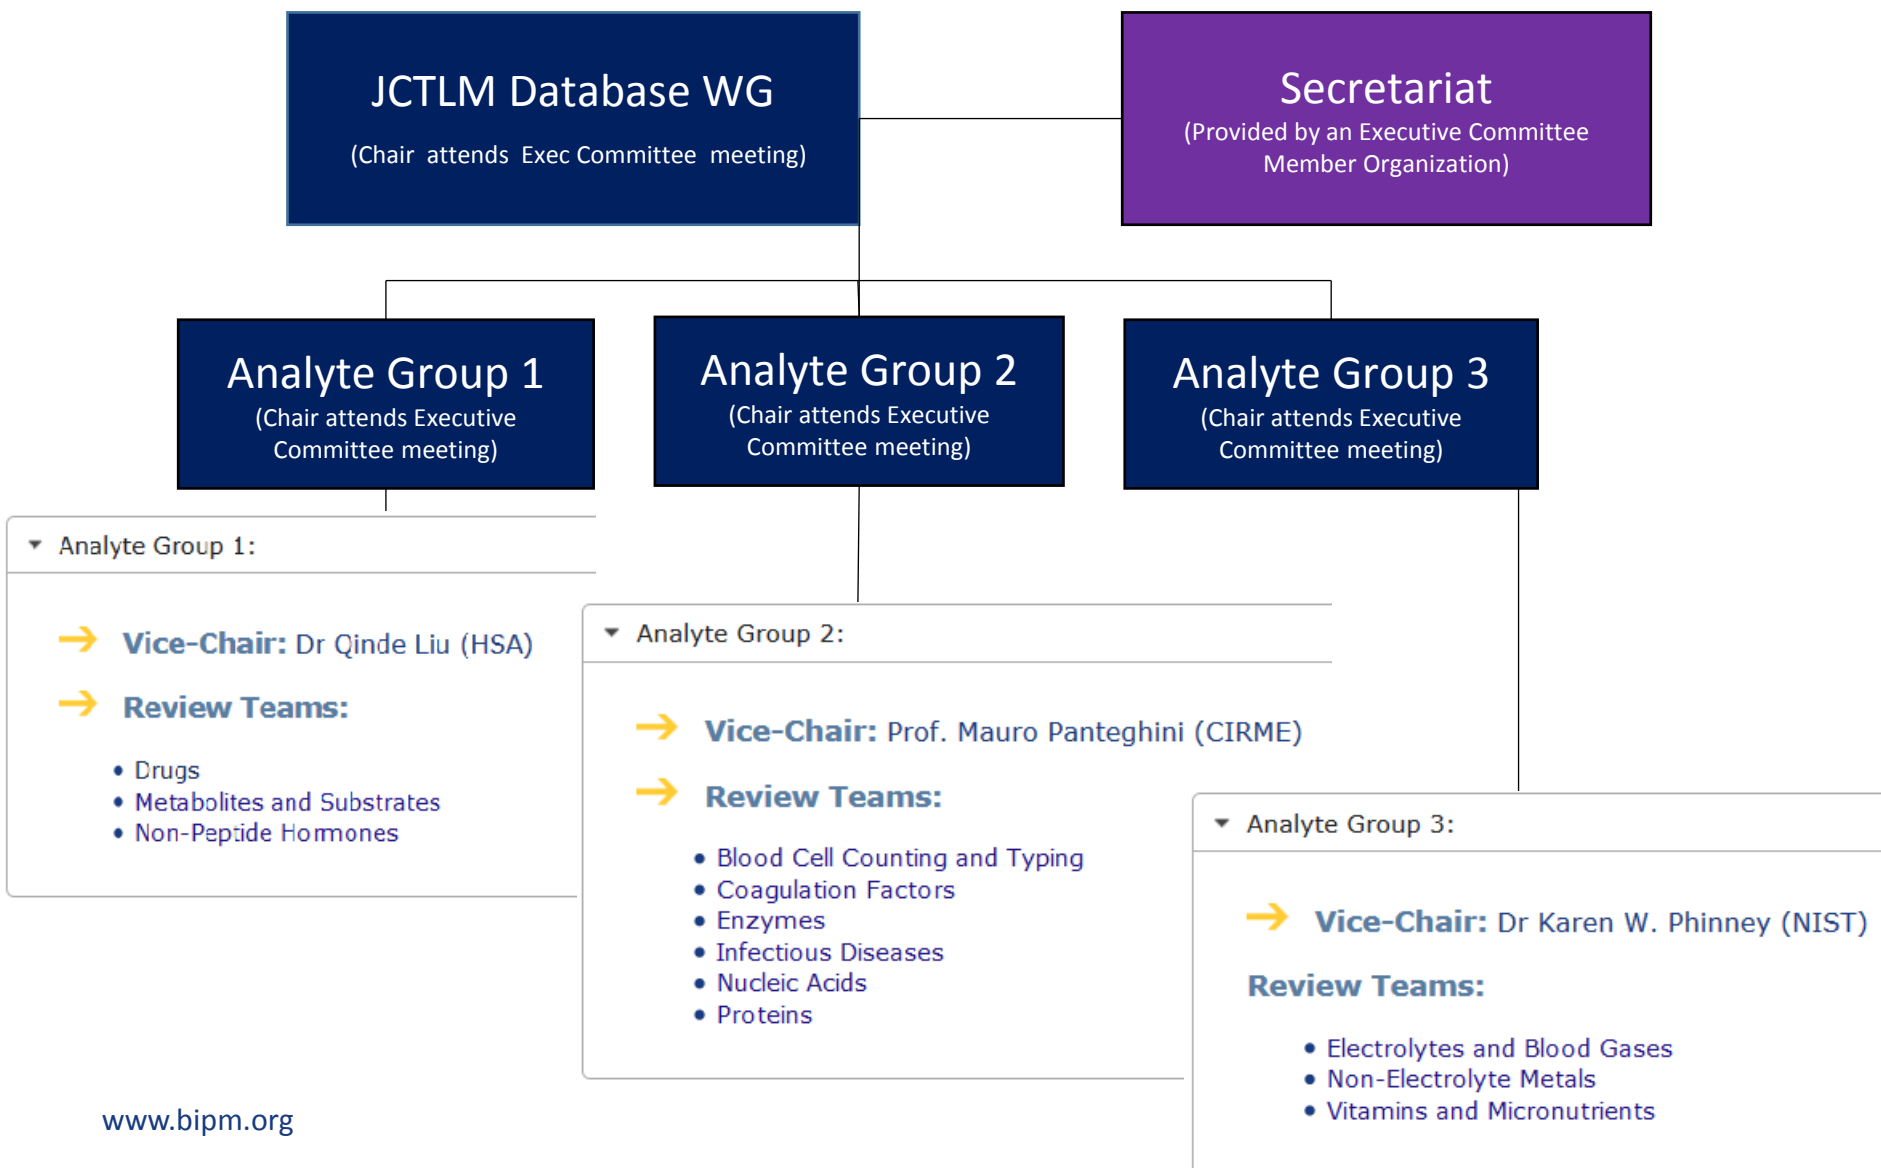 JCTLM Database WG
(Chair attends Exec Committee meeting)
Secretariat
(Provided by an Executive Committee
Member Organization)
Analyte Group 1
(Chair attends Executive
Committee meeting)
Analyte Group 2
(Chair attends Executive
Committee meeting)
Analyte Group 3
(Chair attends Executive
Committee meeting)
Analyte Group 1:
Vice-Chair: Dr Qinde Liu (HSA)
Review Teams:
• Drugs
• Metabolites and Substrates
• Non-Peptide Hormones
Analyte Group 2:
Vice-Chair: Prof. Mauro Panteghini (CIRME)
Review Teams:
• Blood Cell Counting and Typing
• Coagulation Factors
• Enzymes
• Infectious Diseases
• Nucleic Acids
• Proteins
Analyte Group 3:
Vice-Chair: Dr Karen W. Phinney (NIST)
Review Teams:
• Electrolytes and Blood Gases
• Non-Electrolyte Metals
• Vitamins and Micronutrients
www.bipm.org